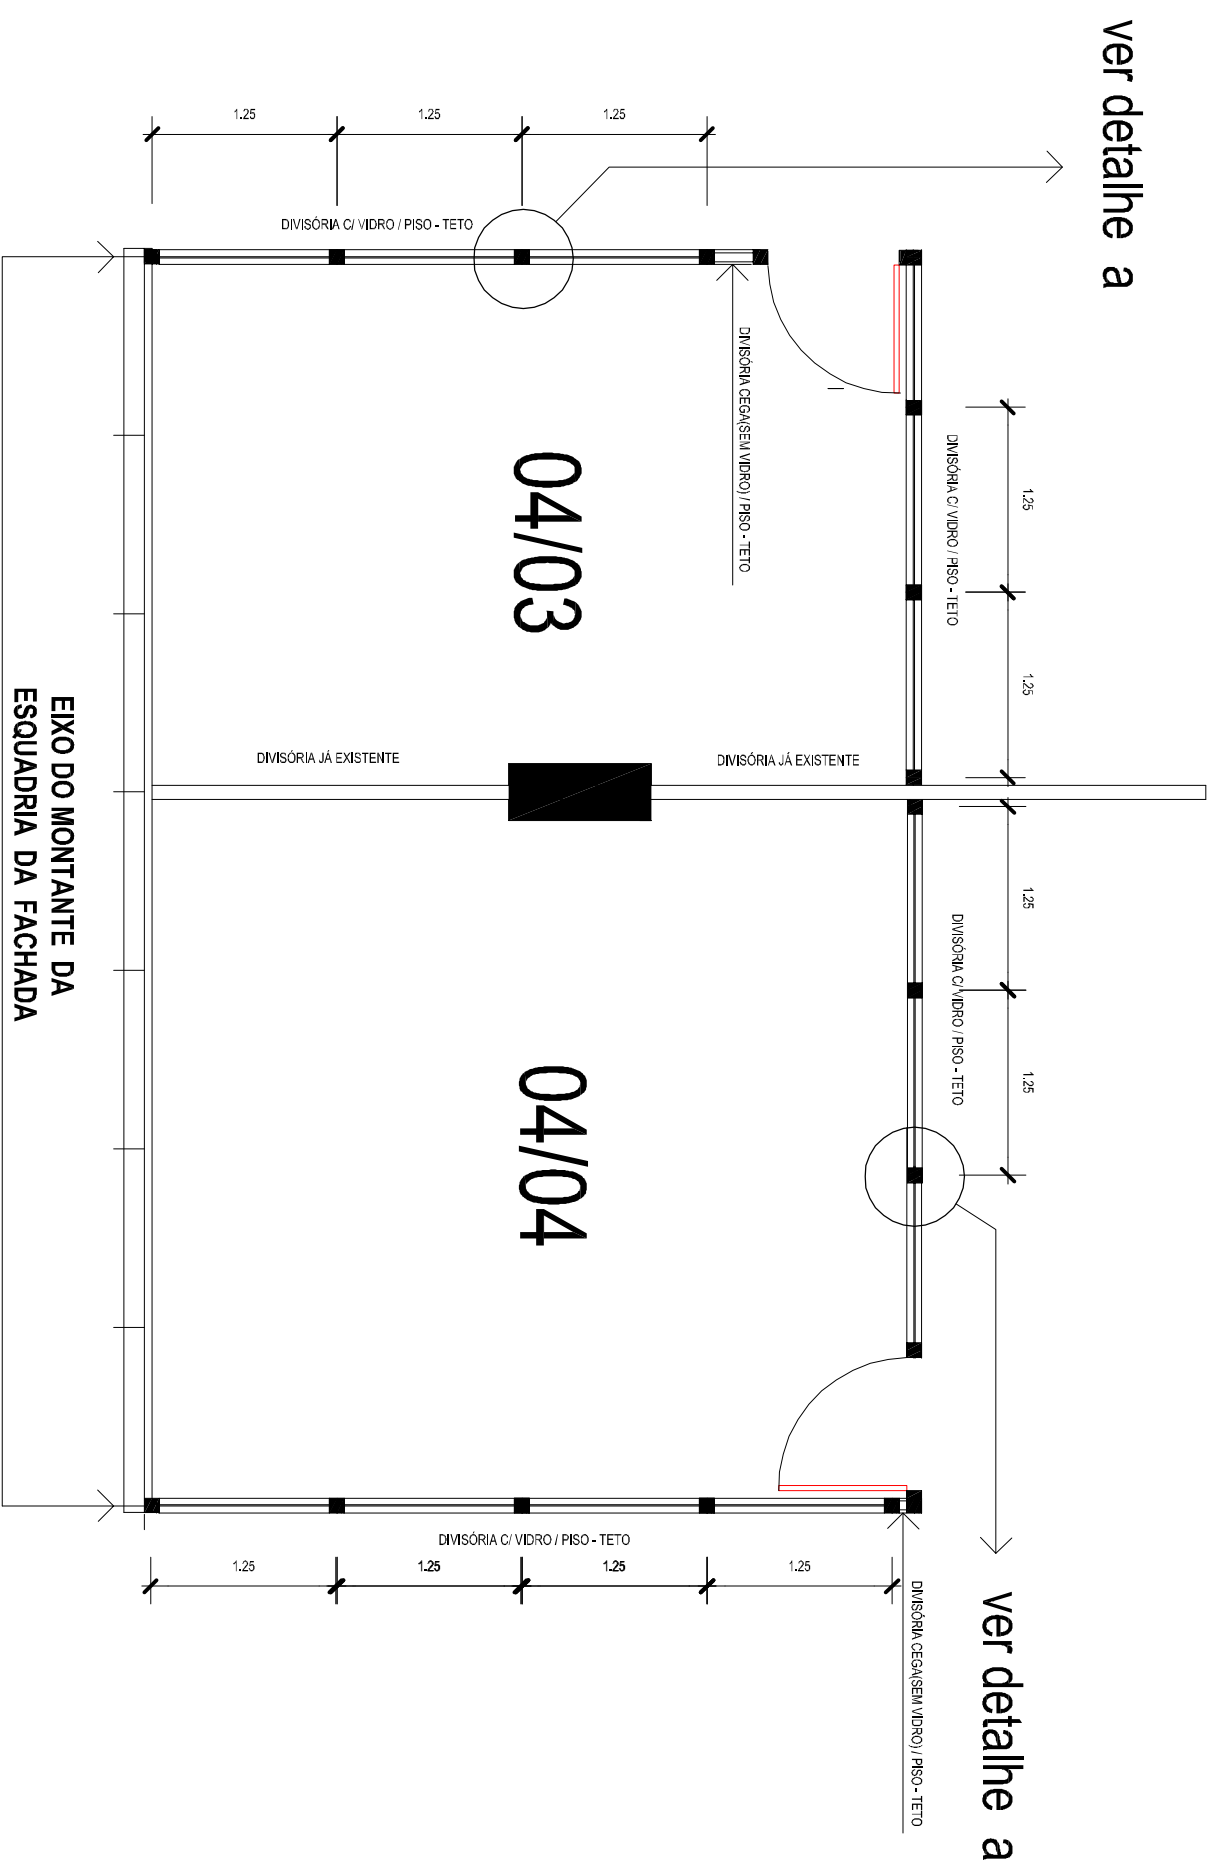 ver detalhe a
1.25
1.25
1.25
DIVISÓRIA C/ VIDRO / PISO - TETO
DIVISÓRIA CEGA(SEM VIDRO) / PISO - TETO
DIVISÓRIA C/ VIDRO / PISO - TETO
1.25
1.25
04/03
DIVISÓRIA JÁ EXISTENTE
DIVISÓRIA JÁ EXISTENTE
EIXO DO MONTANTE DA
ESQUADRIA DA FACHADA
1.25
1.25
DIVISÓRIA C/ VIDRO / PISO - TETO
04/04
DIVISÓRIA C/ VIDRO / PISO - TETO
1.25
1.25
1.25
1.25
DIVISÓRIA CEGA(SEM VIDRO) / PISO - TETO
ver detalhe a